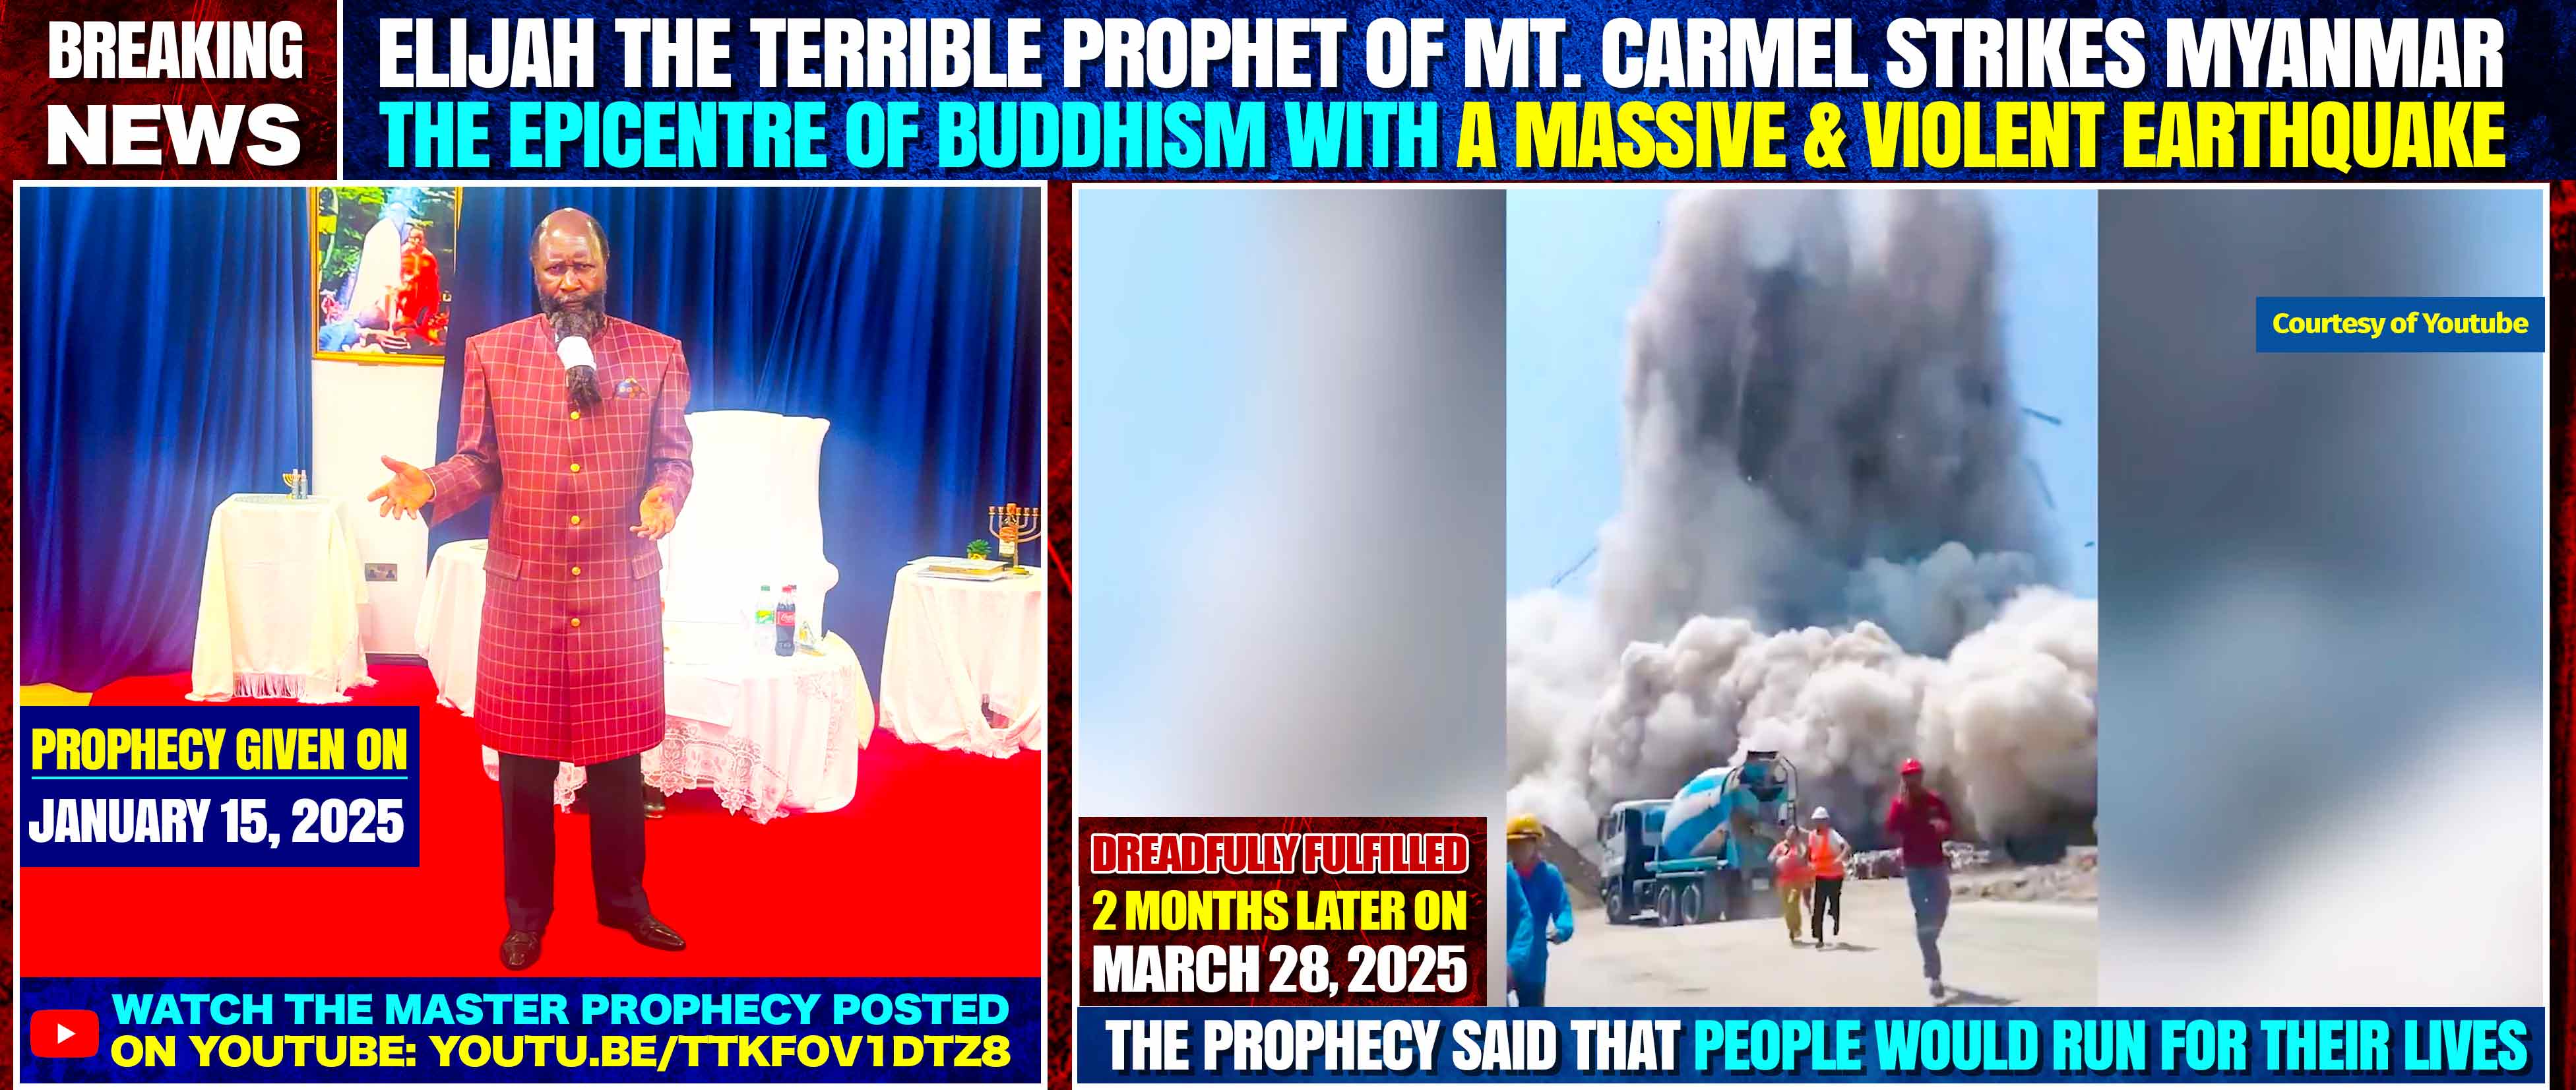 BREAKING
NEWS
ELIJAH THE TERRIBLE PROPHET OF MT. CARMEL STRIKES MYANMAR
THE EPICENTRE OF BUDDHISM WITH A MASSIVE & VIOLENT EARTHQUAKE
Courtesy of Youtube
PROPHECY GIVEN ON
JANUARY 15, 2025
WATCH THE MASTER PROPHECY POSTED
ON YOUTUBE: YOUTU.BE/TTKFOV1DTZ8
DREADFULLY FULFILLED
2 MONTHS LATER ON
MARCH 28, 2025
THE PROPHECY SAID THAT PEOPLE WOULD RUN FOR THEIR LIVES